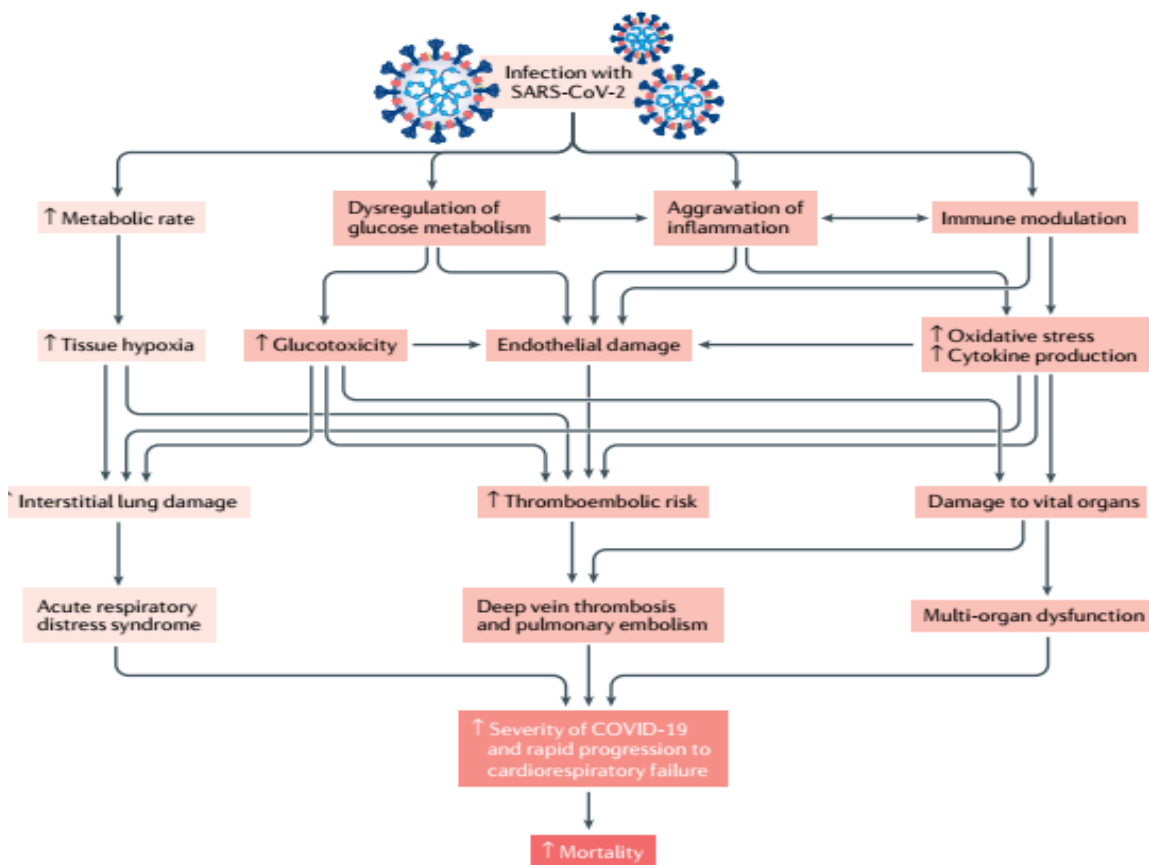 Infection with
SARS-CoV-2
↑ Metabolic rate
Dysregulation of
glucose metabolism
Aggravation of
inflammation
Immune modulation
↑ Tissue hypoxia
↑ Glucotoxicity
Endothelial damage
↑ Oxidative stress
↑ Cytokine production
↑ Interstitial lung damage
↑ Thromboembolic risk
Damage to vital organs
Acute respiratory
distress syndrome
Deep vein thrombosis
and pulmonary embolism
Multi-organ dysfunction
↑ Severity of COVID-19
and rapid progression to
cardiorespiratory failure
↑ Mortality